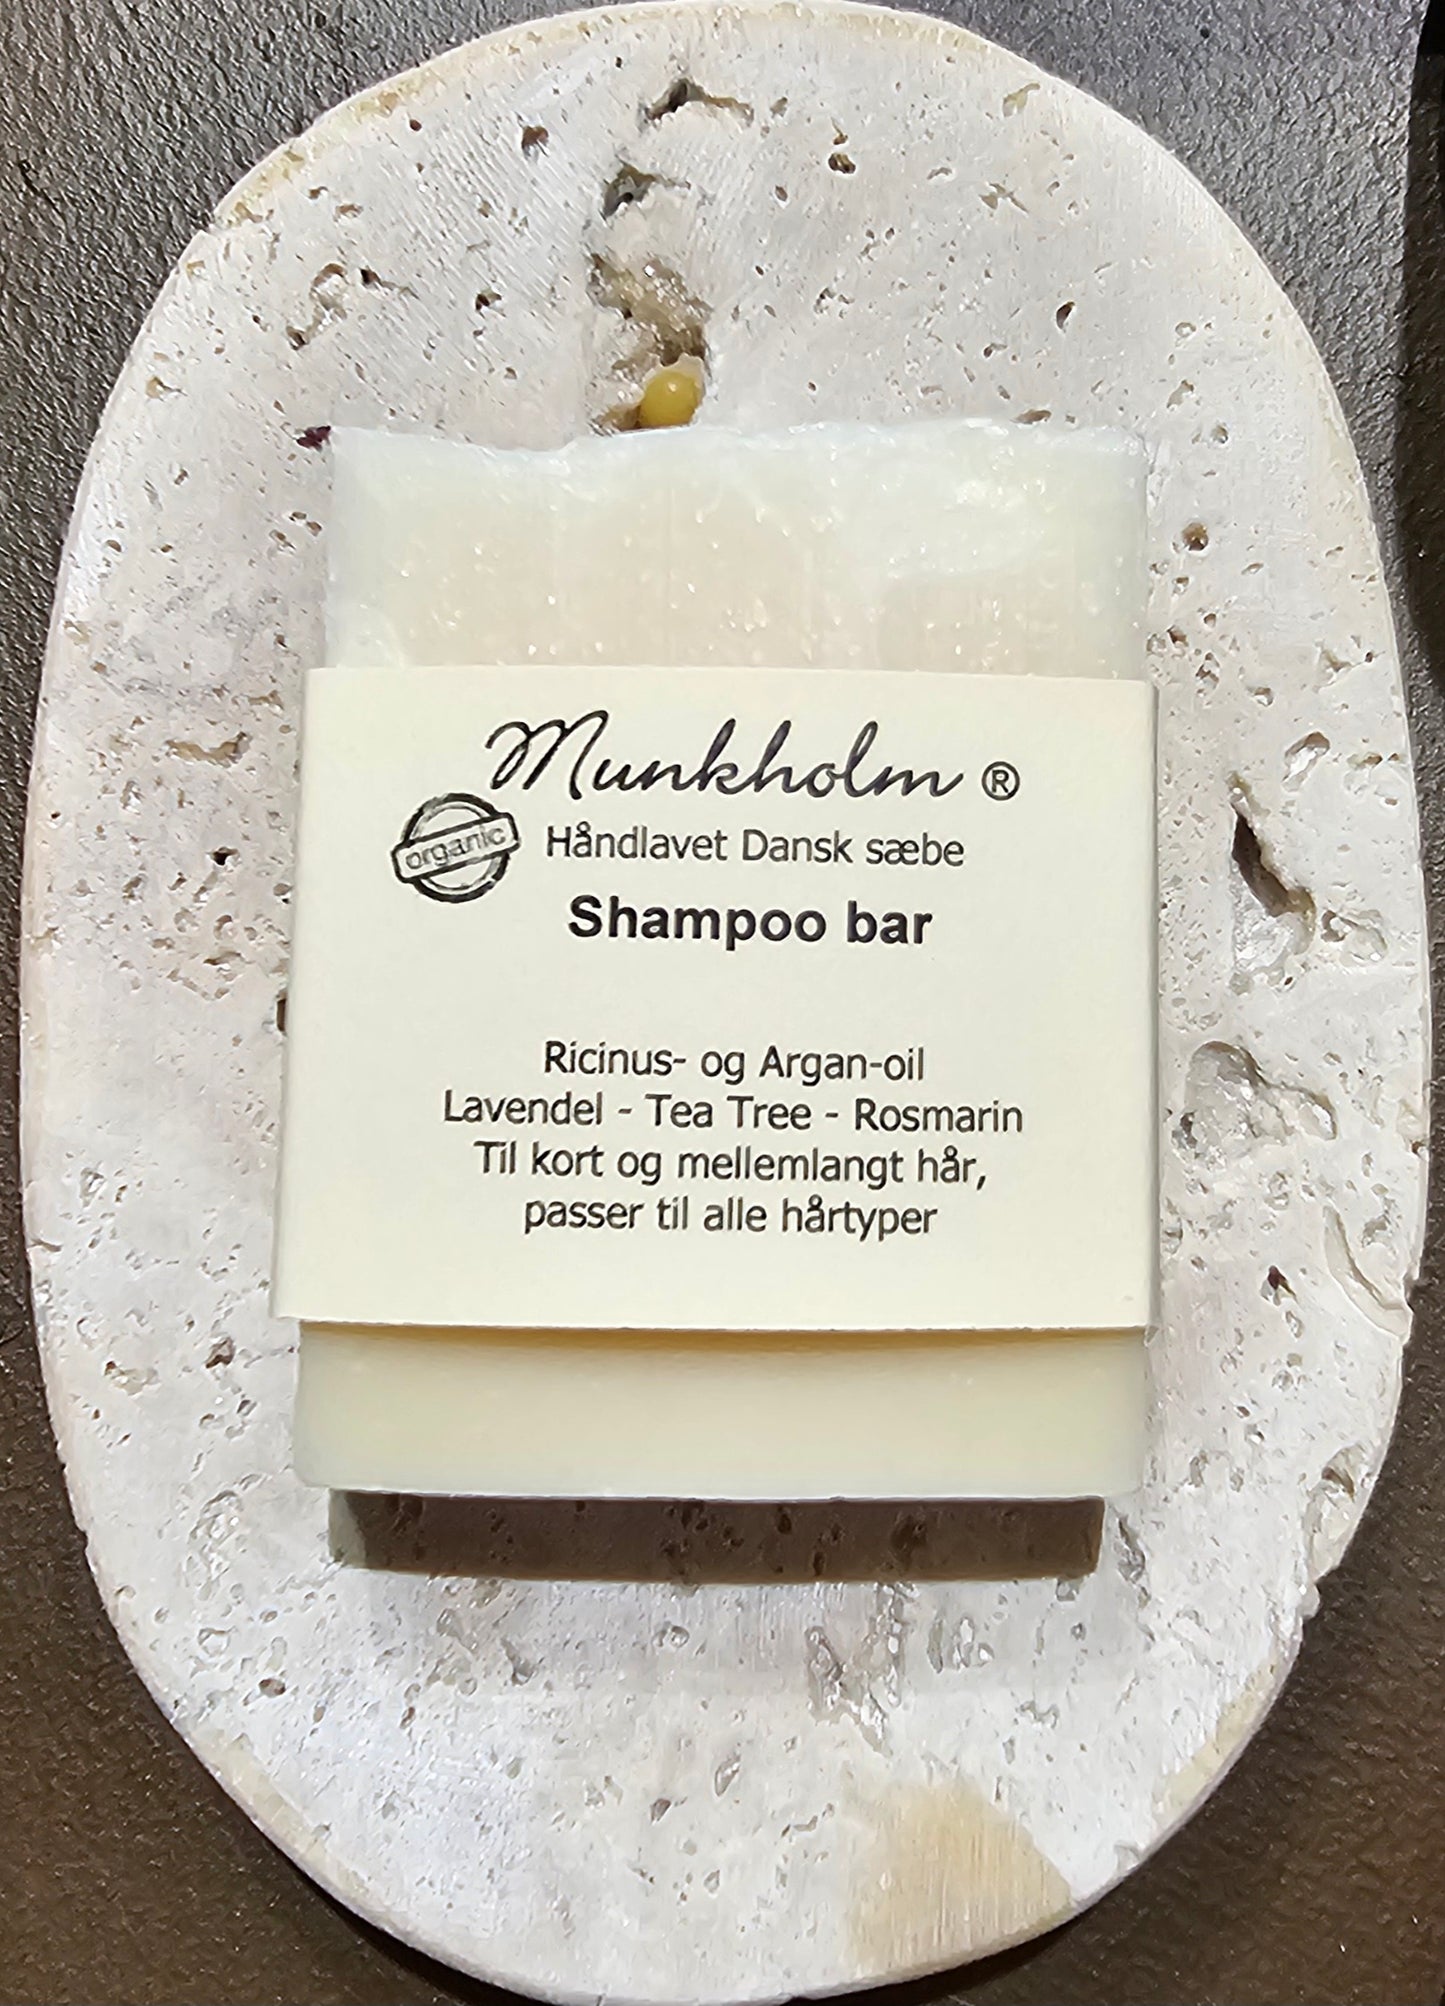 Munkholm ®
organic
Håndlavet Dansk sæbe
Shampoo bar
Ricinus- og Argan-oil
Lavendel - Tea Tree - Rosmarin
Til kort og mellemlangt hår,
passer til alle hårtyper